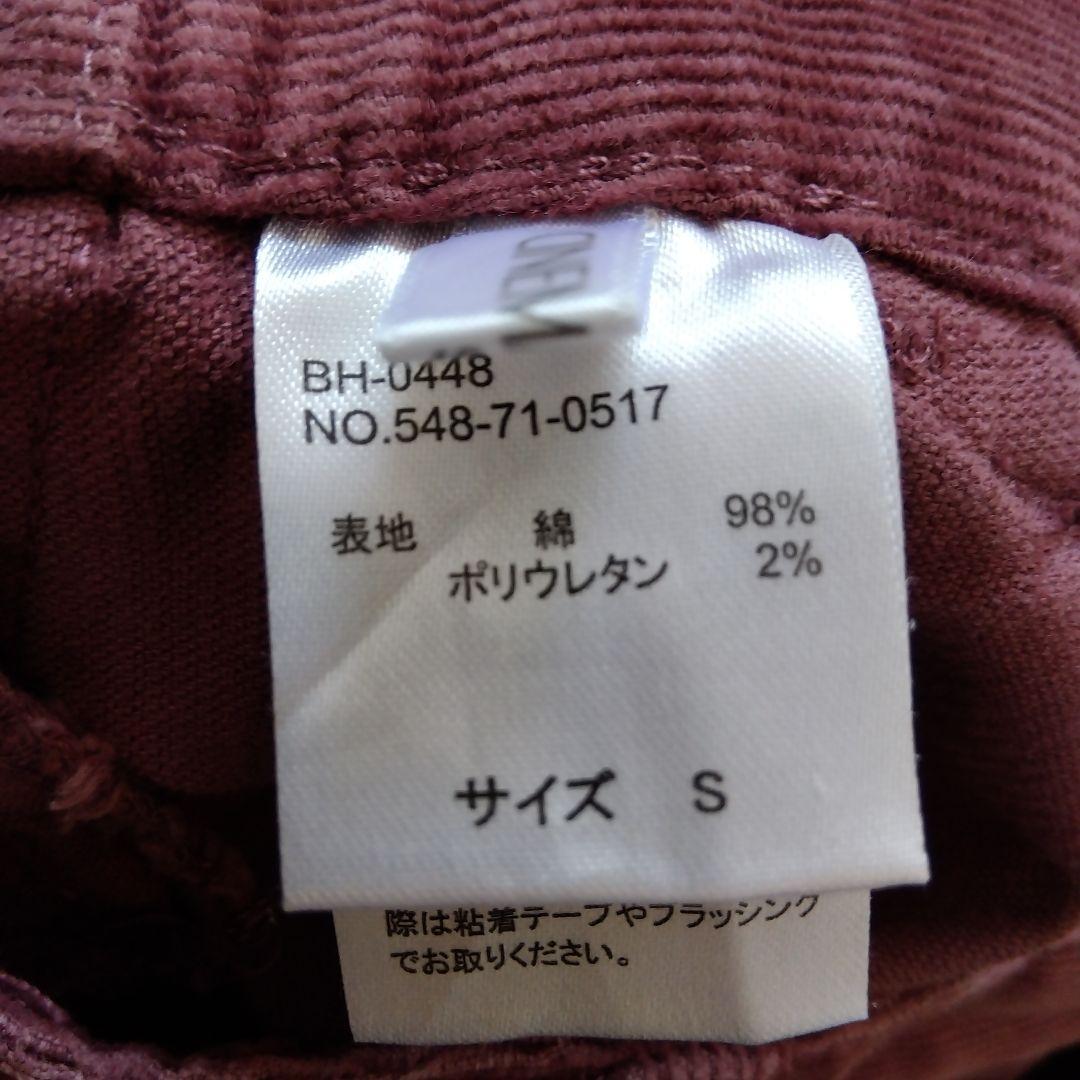 BH-0448
NO.548-71-0517
表地 綿 98%
ポリウレタン 2%
サイズ S
際は粘着テープやブラッシング
でお取りください。